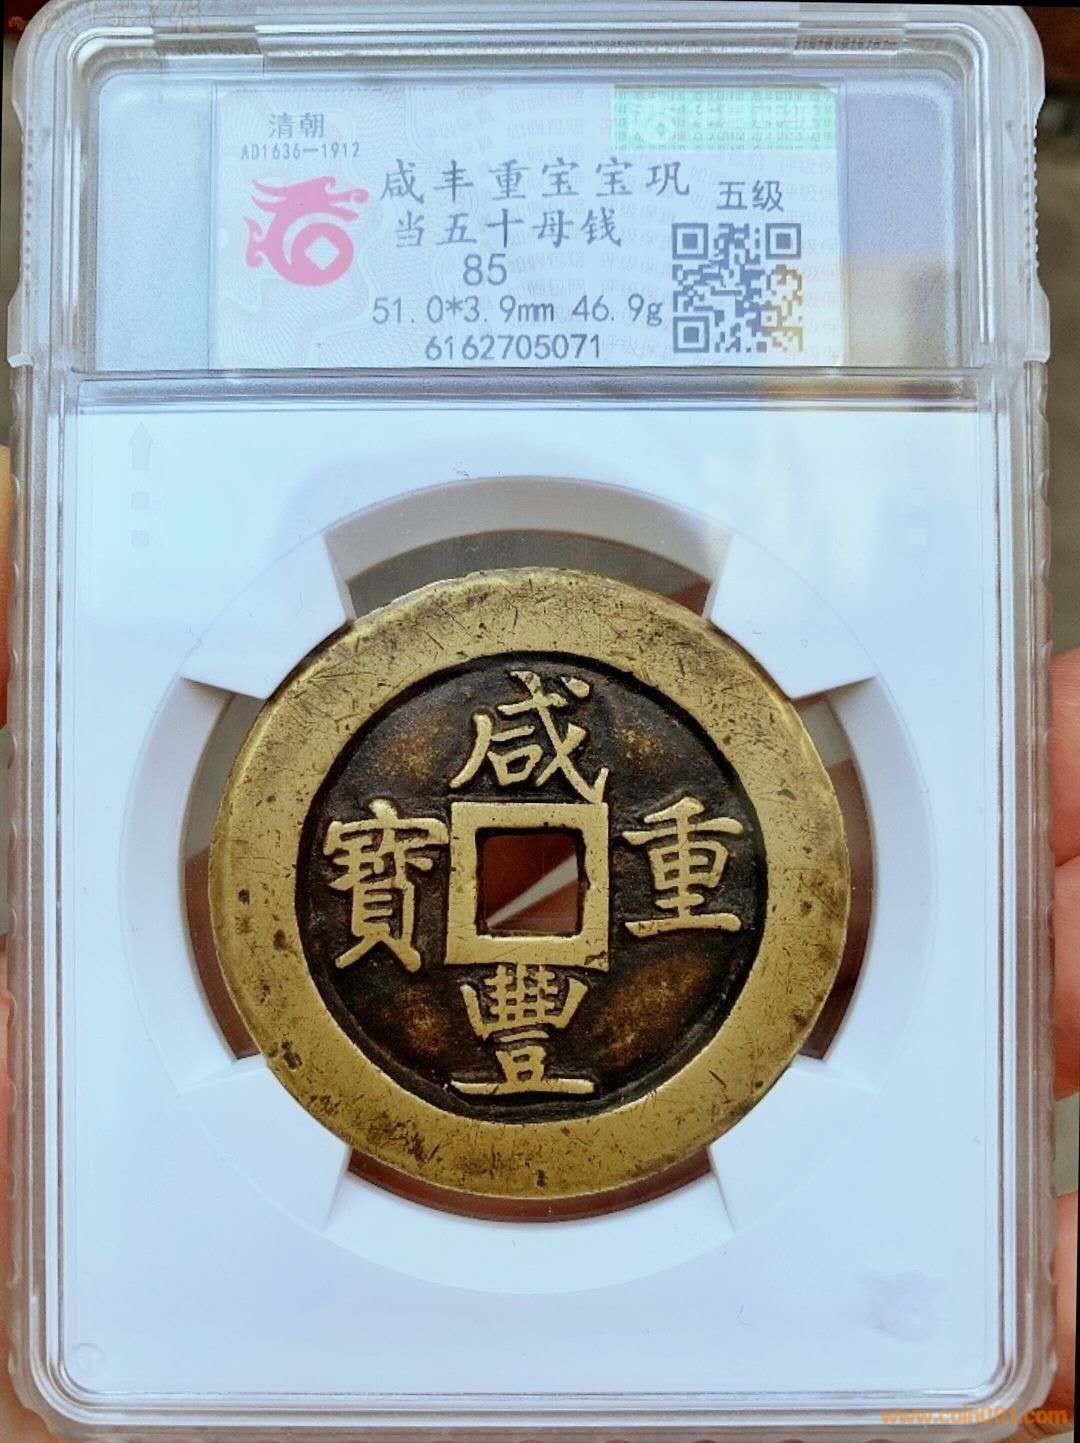 清朝
AD1636—1912
咸丰重宝宝巩
当五十母钱
五级
85
51.0*3.9mm 46.9g
6162705071
咸
豐
重
寶
www.coin001.com